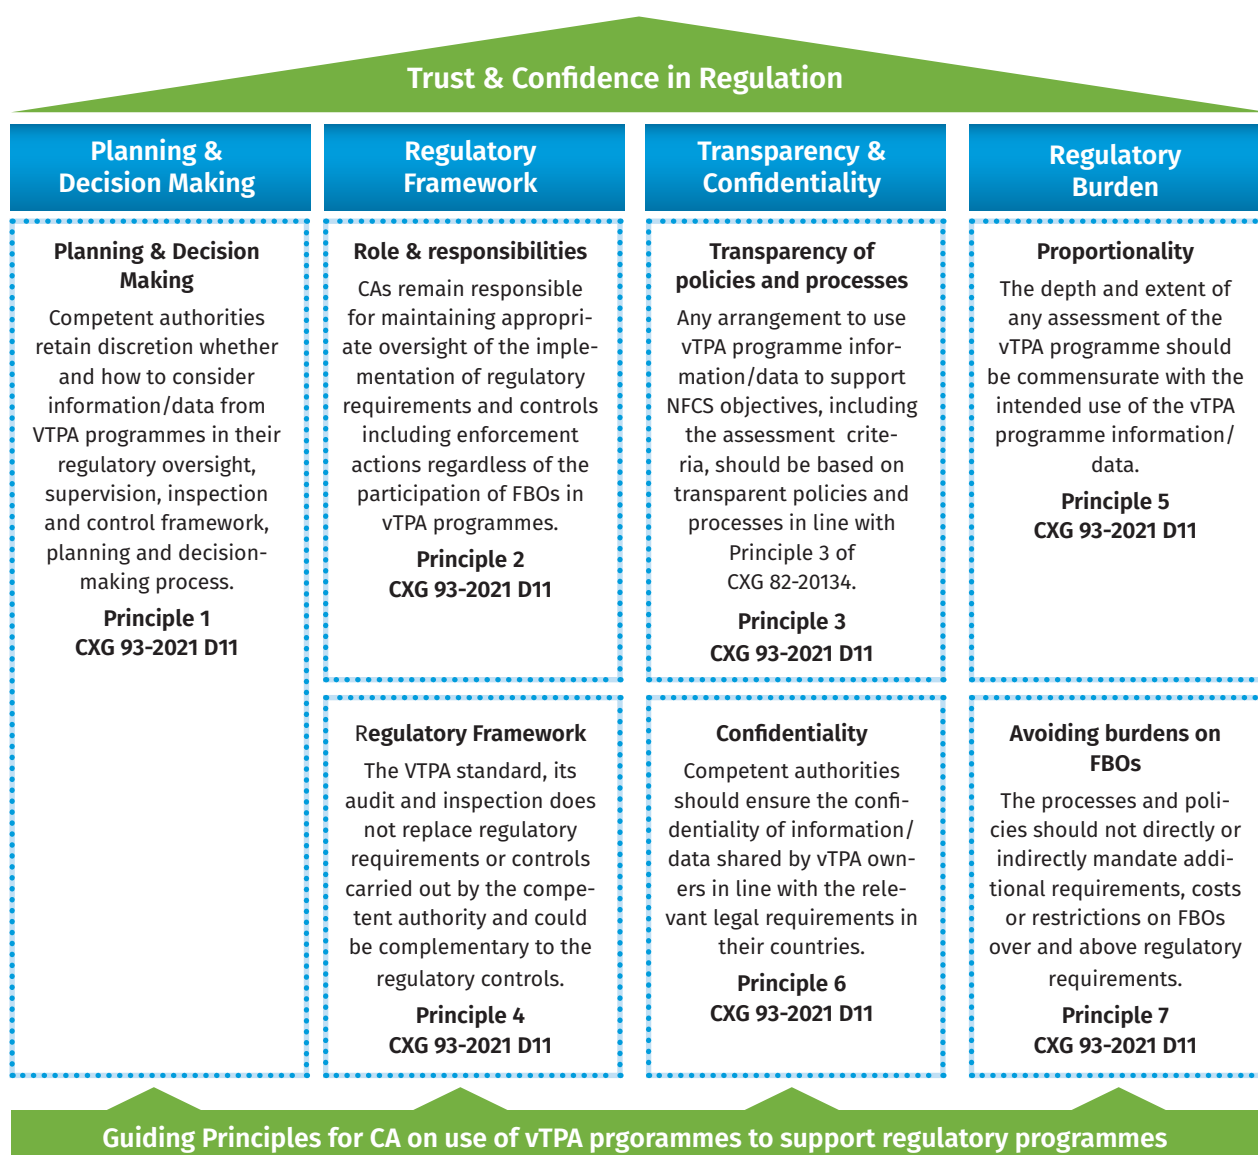 Trust & Confidence in Regulation
Planning &
Decision Making
Planning & Decision
Making
Competent authorities
retain discretion whether
and how to consider
information/data from
VTPA programmes in their
regulatory oversight,
supervision, inspection
and control framework,
planning and decision-
making process.
Principle 1
CXG 93-2021 D11
Regulatory
Framework
Role & responsibilities
CAs remain responsible
for maintaining appropri-
ate oversight of the imple-
mentation of regulatory
requirements and controls
including enforcement
actions regardless of the
participation of FBOs in
vTPA programmes.
Principle 2
CXG 93-2021 D11
Regulatory Framework
The VTPA standard, its
audit and inspection does
not replace regulatory
requirements or controls
carried out by the compe-
tent authority and could
be complementary to the
regulatory controls.
Principle 4
CXG 93-2021 D11
Transparency &
Confidentiality
Transparency of
policies and processes
Any arrangement to use
vTPA programme infor-
mation/data to support
NFCS objectives, including
the assessment  crite-
ria, should be based on
transparent policies and
processes in line with
Principle 3 of
CXG 82-20134.
Principle 3
CXG 93-2021 D11
Confidentiality
Competent authorities
should ensure the confi-
dentiality of information/
data shared by vTPA own-
ers in line with the rele-
vant legal requirements in
their countries.
Principle 6
CXG 93-2021 D11
Regulatory
Burden
Proportionality
The depth and extent of
any assessment of the
vTPA programme should
be commensurate with the
intended use of the vTPA
programme information/
data.
Principle 5
CXG 93-2021 D11
Avoiding burdens on
FBOs
The processes and poli-
cies should not directly or
indirectly mandate addi-
tional requirements, costs
or restrictions on FBOs
over and above regulatory
requirements.
Principle 7
CXG 93-2021 D11
Guiding Principles for CA on use of vTPA prgorammes to support regulatory programmes